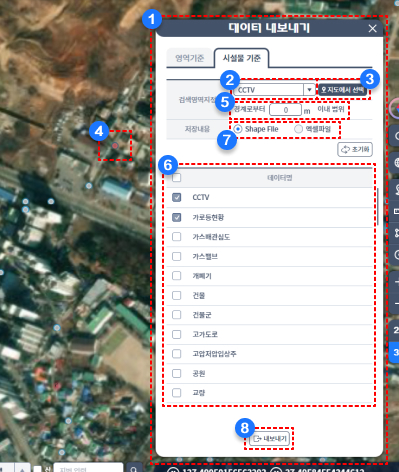 1
데이터 내보내기
영역기준 시설물 기준
2
3
CCTV 지도에서 선택
검색영역지정
5
경계로부터 0 m 이내 범위
4
저장내용 Shape File 엑셀파일
7
초기화
6
데이터명
CCTV
가로등현황
가스배관심도
가스밸브
개폐기
건물
건물군
고가도로
고압저압입상주
공원
교량
8
내보내기